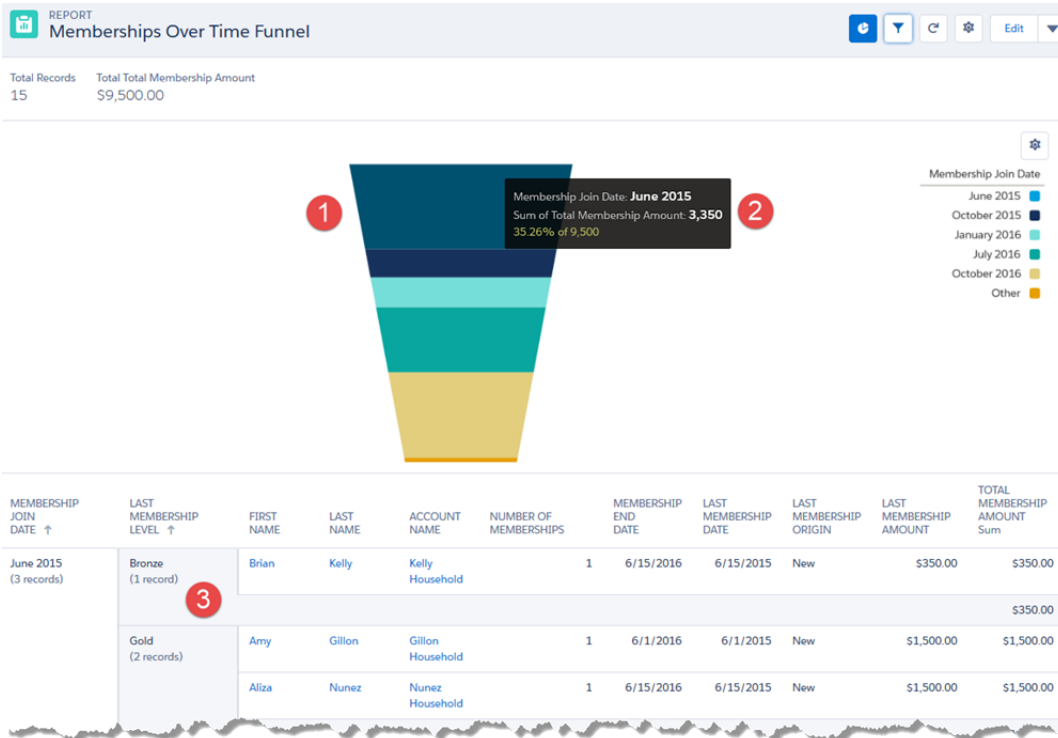 REPORT
Memberships Over Time Funnel
Edit
Total Records Total Total Membership Amount
15 $9,500.00
Membership Join Date
June 2015
October 2015
January 2016
July 2016
October 2016
Other
1
Membership Join Date: June 2015
Sum of Total Membership Amount: 3,350
35.26% of 9,500
2
MEMBERSHIP JOIN DATE ↑
LAST MEMBERSHIP LEVEL ↑
FIRST NAME
LAST NAME
ACCOUNT NAME
NUMBER OF MEMBERSHIPS
MEMBERSHIP END DATE
LAST MEMBERSHIP DATE
LAST MEMBERSHIP ORIGIN
LAST MEMBERSHIP AMOUNT
TOTAL MEMBERSHIP AMOUNT Sum
June 2015 Bronze Brian Kelly Kelly 1 6/15/2016 6/15/2015 New $350.00 $350.00
(3 records) (1 record) Household
3
$350.00
Gold Amy Gillon Gillon 1 6/1/2016 6/1/2015 New $1,500.00 $1,500.00
(2 records) Household
Aliza Nunez Nunez 1 6/15/2016 6/15/2015 New $1,500.00 $1,500.00
Household